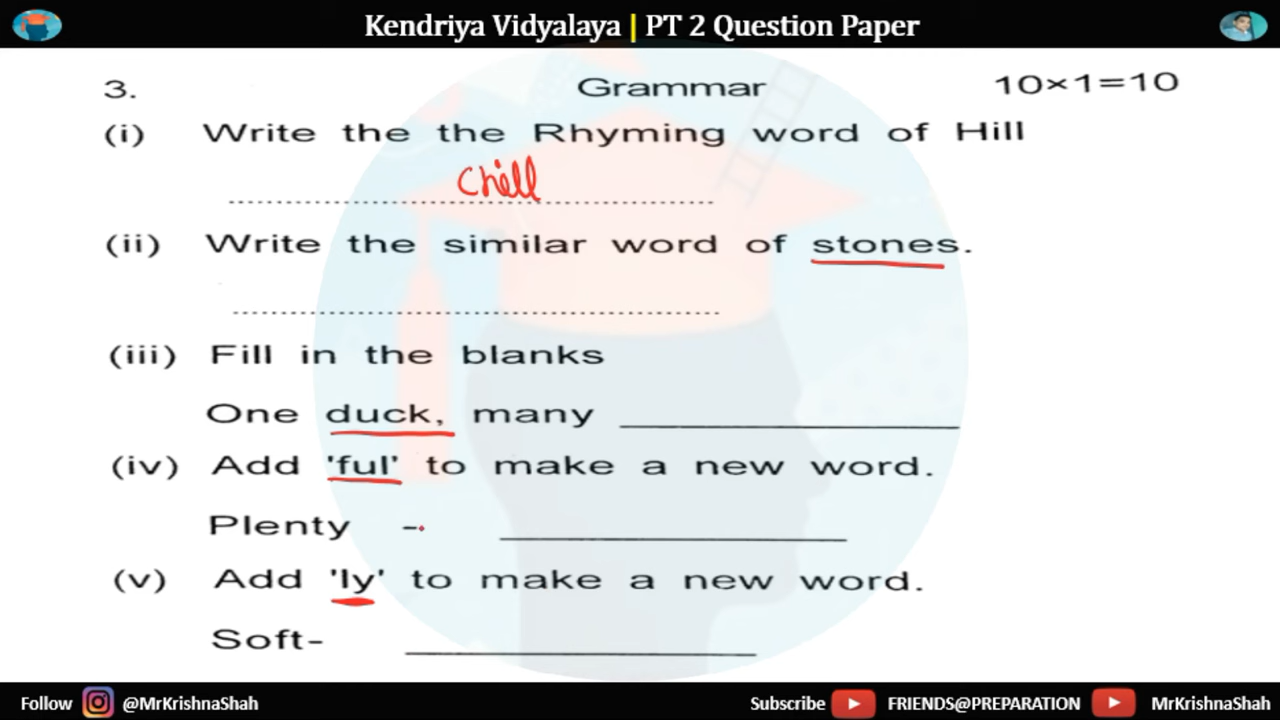 Kendriya Vidyalaya | PT 2 Question Paper
3. Grammar 10×1=10
(i) Write the the Rhyming word of Hill
Chill
(ii) Write the similar word of stones.
(iii) Fill in the blanks
One duck, many
(iv) Add 'ful' to make a new word.
Plenty -
(v) Add 'ly' to make a new word.
Soft-
Follow @MrKrishnaShah Subscribe FRIENDS@PREPARATION MrKrishnaShah